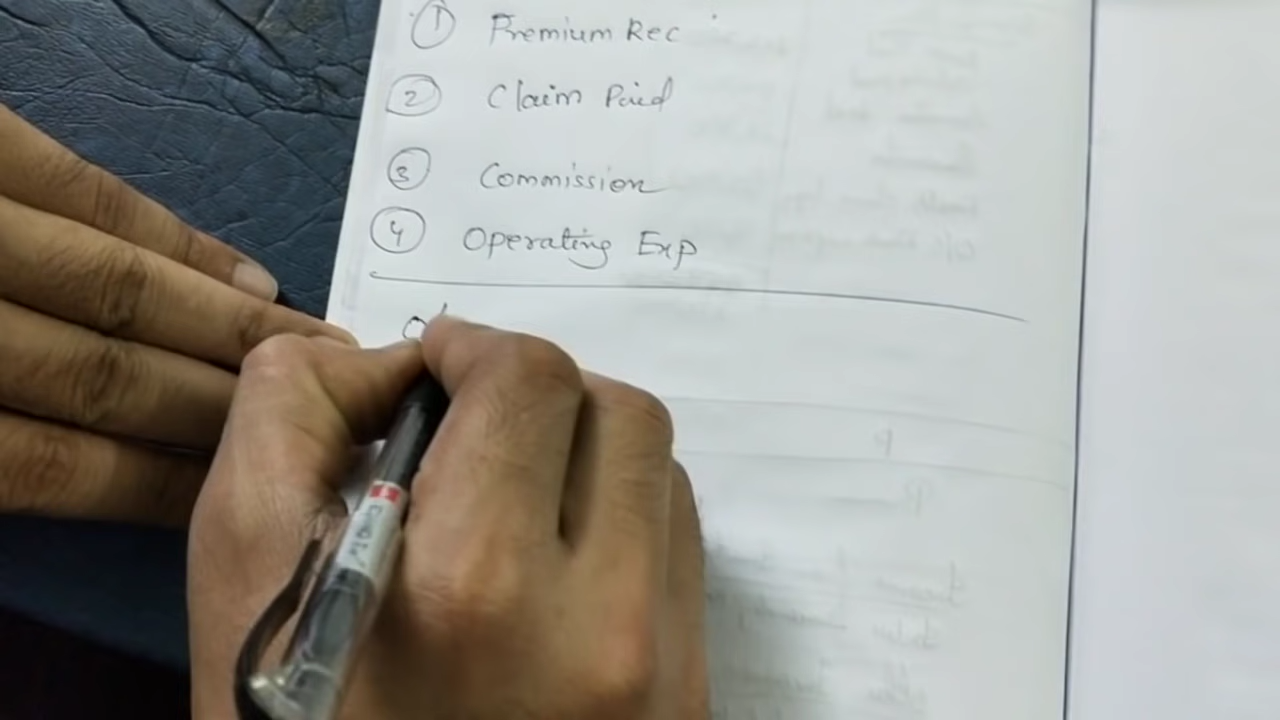 ① Premium Rec
② Claim Paid
③ Commission
④ Operating Exp